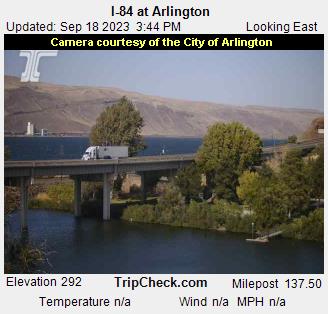 I-84 at Arlington
Updated: Sep 18 2023 3:44 PM Looking East
Camera courtesy of the City of Arlington
Elevation 292 TripCheck.com Milepost 137.50
Temperature n/a Wind n/a MPH n/a